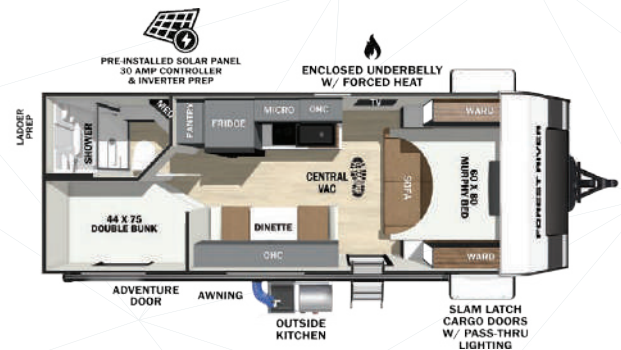 PRE-INSTALLED SOLAR PANEL
30 AMP CONTROLLER
& INVERTER PREP
ENCLOSED UNDERBELLY
W/ FORCED HEAT
LADDER
PREP
SHOWER
MED
PANTRY
FRIDGE
MICRO
OHC
TV
WARD
CENTRAL
VAC
SOFA
60 X 80
MURPHY BED
FOREST RIVER
44 X 75
DOUBLE BUNK
DINETTE
OHC
WARD
ADVENTURE
DOOR
AWNING
OUTSIDE
KITCHEN
SLAM LATCH
CARGO DOORS
W/ PASS-THRU
LIGHTING